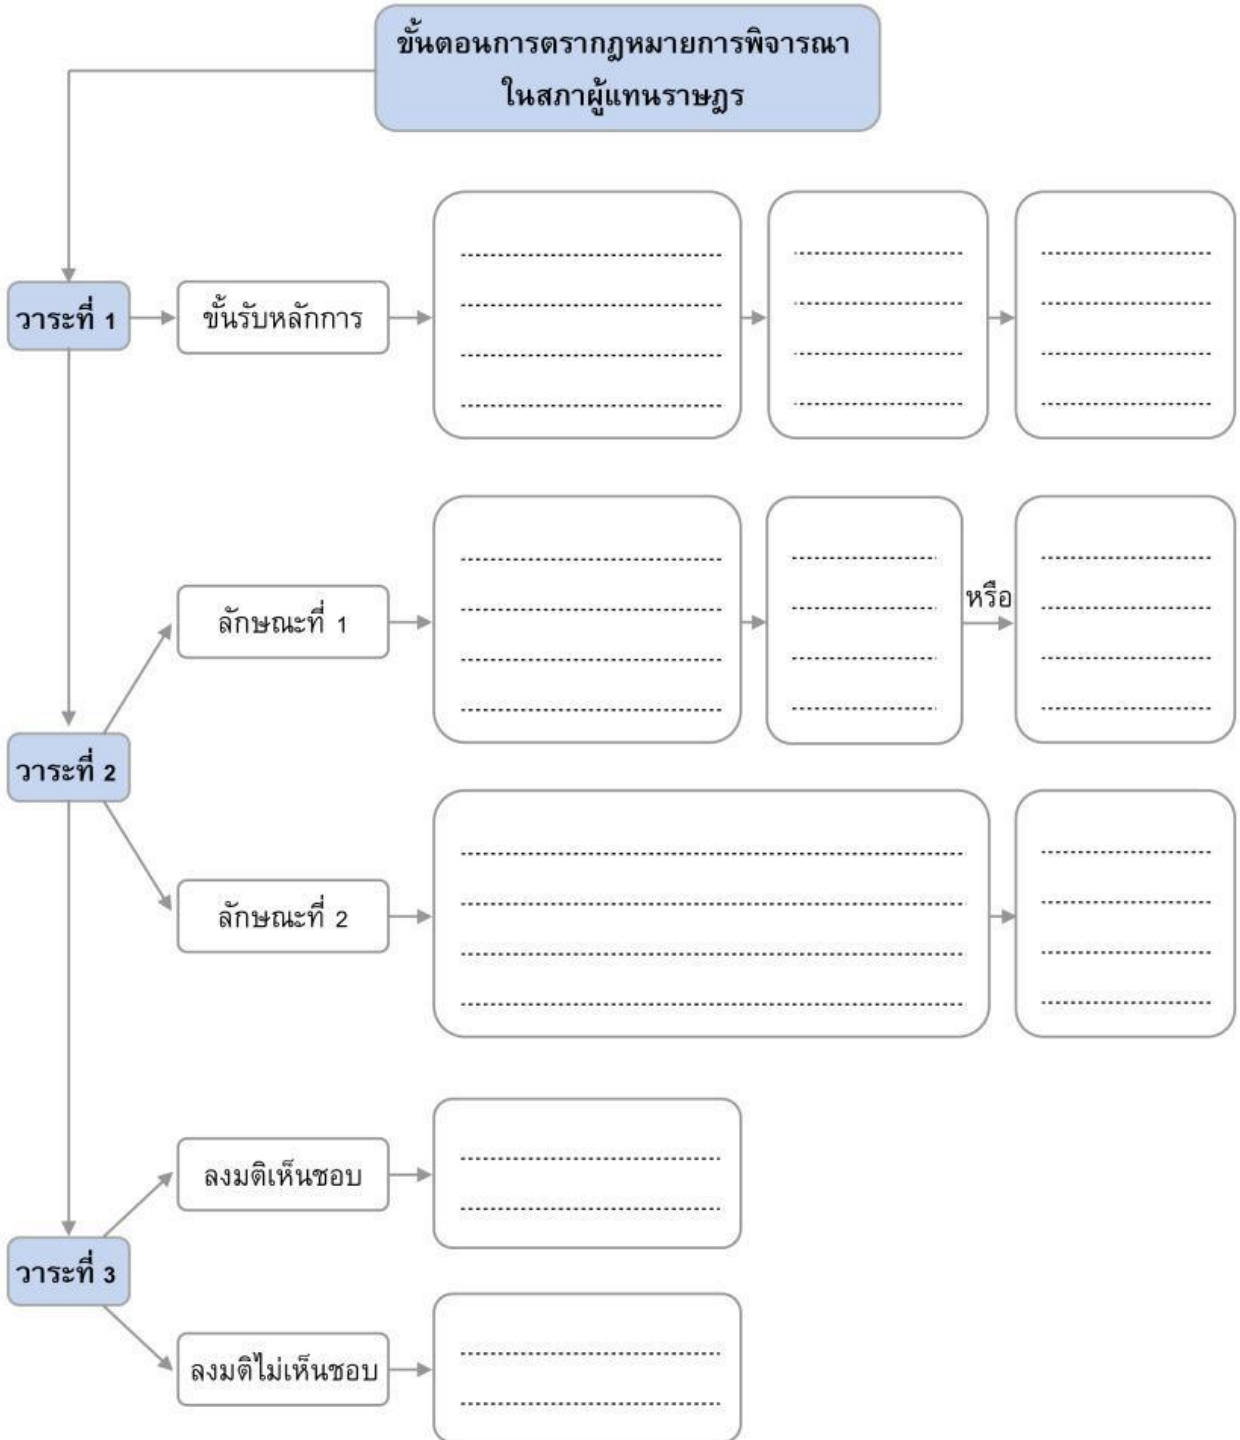 ขั้นตอนการตรากฎหมายการพิจารณา
ในสภาผู้แทนราษฎร
วาระที่ 1
ขั้นรับหลักการ
ลักษณะที่ 1
หรือ
วาระที่ 2
ลักษณะที่ 2
ลงมติเห็นชอบ
วาระที่ 3
ลงมติไม่เห็นชอบ